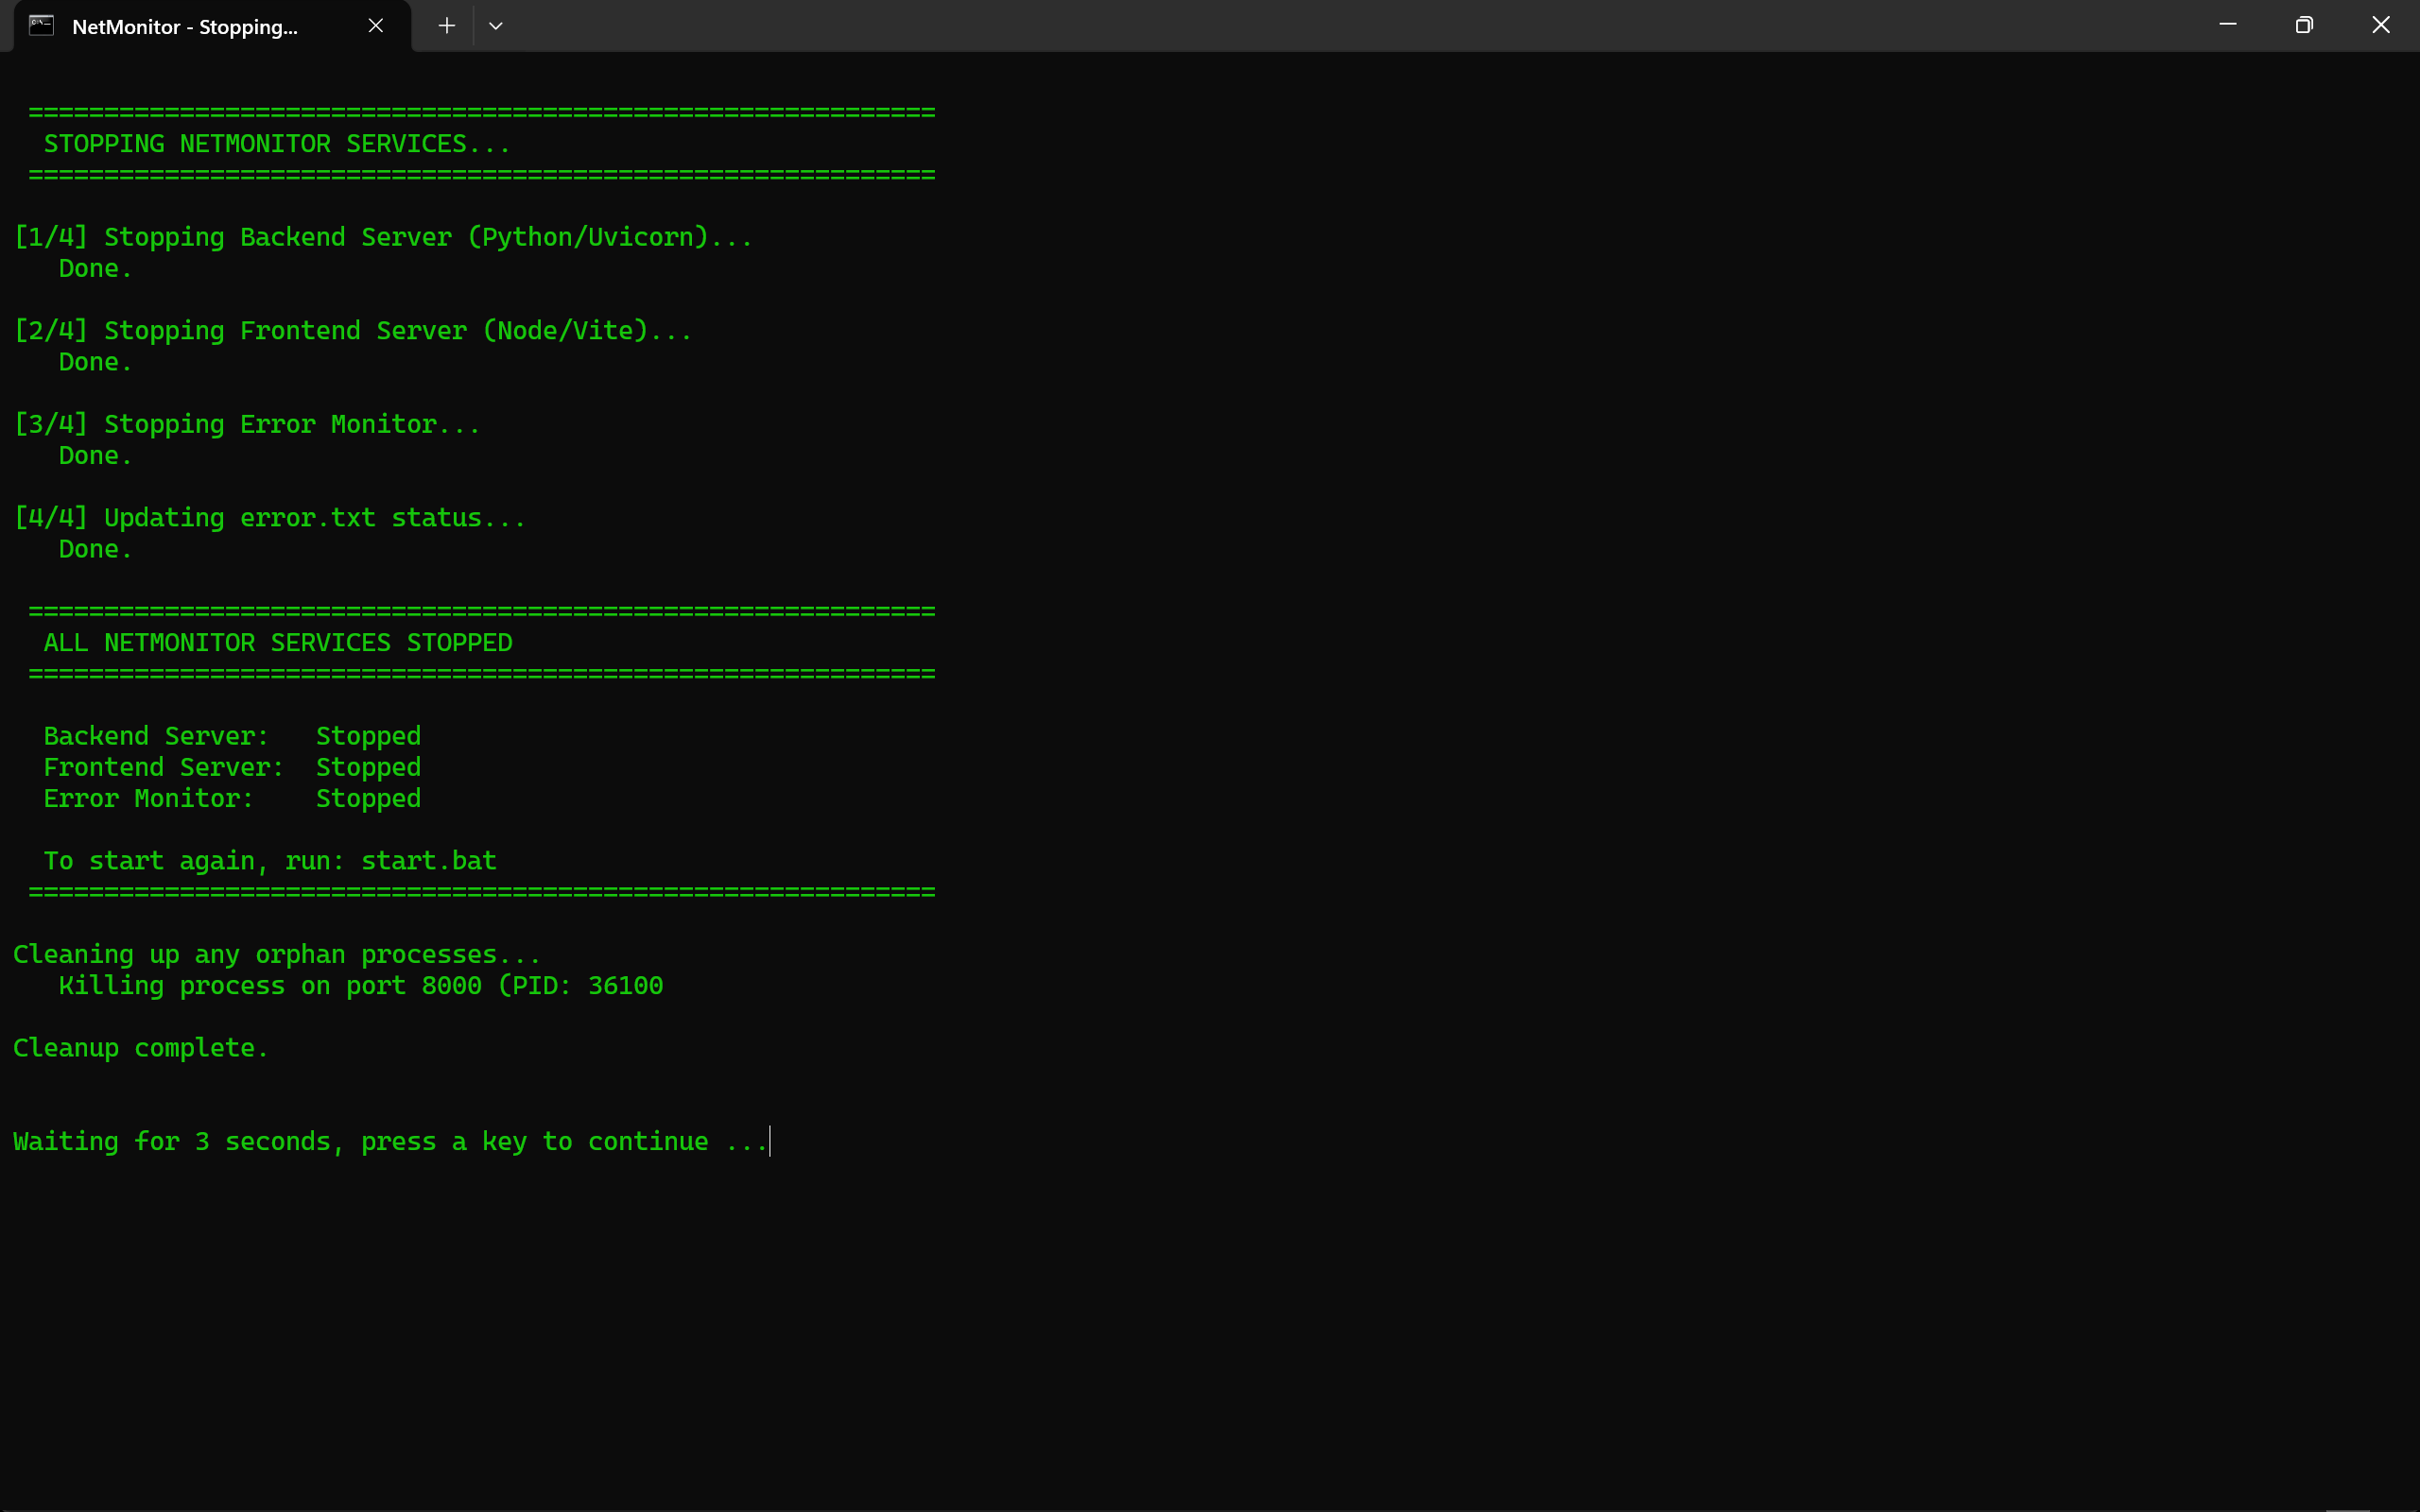 NetMonitor - Stopping...
============================================================
STOPPING NETMONITOR SERVICES...
============================================================
[1/4] Stopping Backend Server (Python/Uvicorn)...
Done.
[2/4] Stopping Frontend Server (Node/Vite)...
Done.
[3/4] Stopping Error Monitor...
Done.
[4/4] Updating error.txt status...
Done.
============================================================
ALL NETMONITOR SERVICES STOPPED
============================================================
Backend Server:   Stopped
Frontend Server:  Stopped
Error Monitor:    Stopped
To start again, run: start.bat
============================================================
Cleaning up any orphan processes...
Killing process on port 8000 (PID: 36100
Cleanup complete.
Waiting for 3 seconds, press a key to continue ...